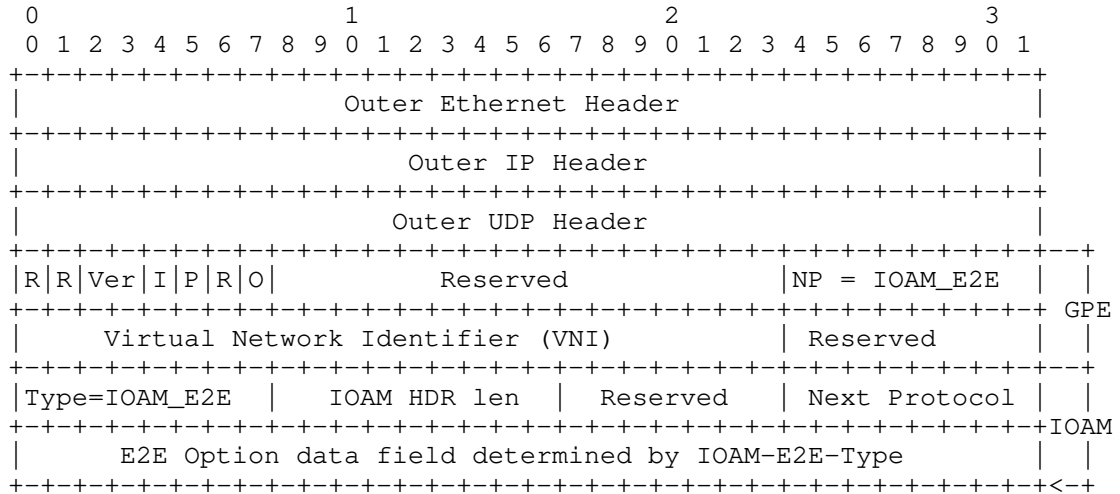 0                   1                   2                   3
 0 1 2 3 4 5 6 7 8 9 0 1 2 3 4 5 6 7 8 9 0 1 2 3 4 5 6 7 8 9 0 1
+-+-+-+-+-+-+-+-+-+-+-+-+-+-+-+-+-+-+-+-+-+-+-+-+-+-+-+-+-+-+-+-+
|                    Outer Ethernet Header                      |
+-+-+-+-+-+-+-+-+-+-+-+-+-+-+-+-+-+-+-+-+-+-+-+-+-+-+-+-+-+-+-+-+
|                        Outer IP Header                        |
+-+-+-+-+-+-+-+-+-+-+-+-+-+-+-+-+-+-+-+-+-+-+-+-+-+-+-+-+-+-+-+-+
|                       Outer UDP Header                        |
+-+-+-+-+-+-+-+-+-+-+-+-+-+-+-+-+-+-+-+-+-+-+-+-+-+-+-+-+-+-+-+-+--+
|R|R|Ver|I|P|R|O|          Reserved             |NP = IOAM_E2E  |  |
+-+-+-+-+-+-+-+-+-+-+-+-+-+-+-+-+-+-+-+-+-+-+-+-+-+-+-+-+-+-+-+-+ GPE
|     Virtual Network Identifier (VNI)          | Reserved      |  |
+-+-+-+-+-+-+-+-+-+-+-+-+-+-+-+-+-+-+-+-+-+-+-+-+-+-+-+-+-+-+-+-+--+
|Type=IOAM_E2E  |   IOAM HDR len  |  Reserved   | Next Protocol |  |
+-+-+-+-+-+-+-+-+-+-+-+-+-+-+-+-+-+-+-+-+-+-+-+-+-+-+-+-+-+-+-+-+IOAM
|      E2E Option data field determined by IOAM-E2E-Type        |  |
+-+-+-+-+-+-+-+-+-+-+-+-+-+-+-+-+-+-+-+-+-+-+-+-+-+-+-+-+-+-+-+-+<-+